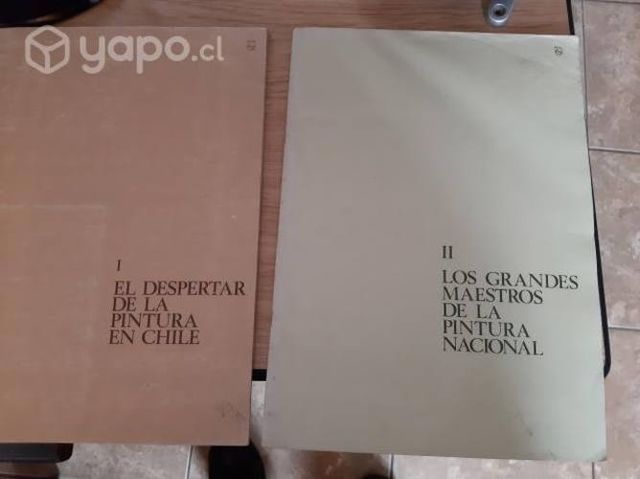 yapo.cl
I
EL DESPERTAR
DE LA
PINTURA
EN CHILE
II
LOS GRANDES
MAESTROS
DE LA
PINTURA
NACIONAL